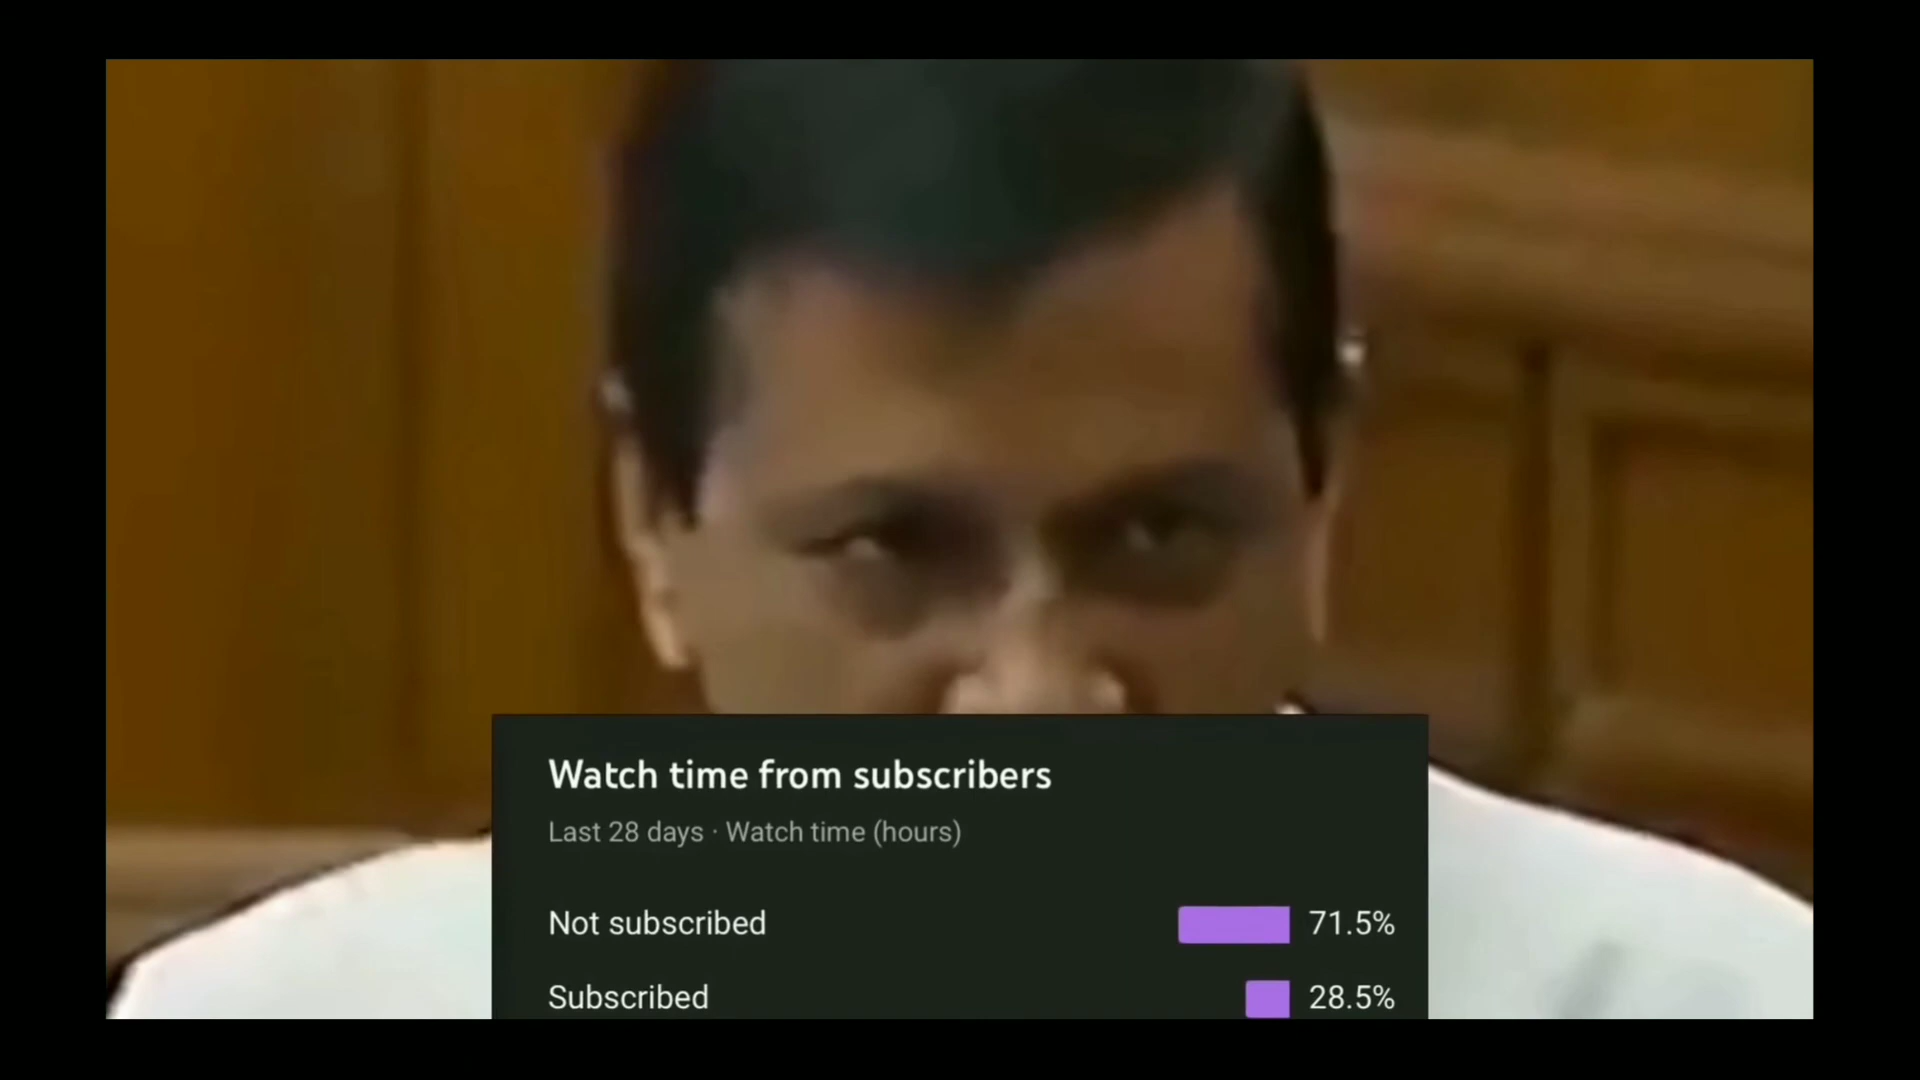 Watch time from subscribers
Last 28 days · Watch time (hours)
Not subscribed 71.5%
Subscribed 28.5%